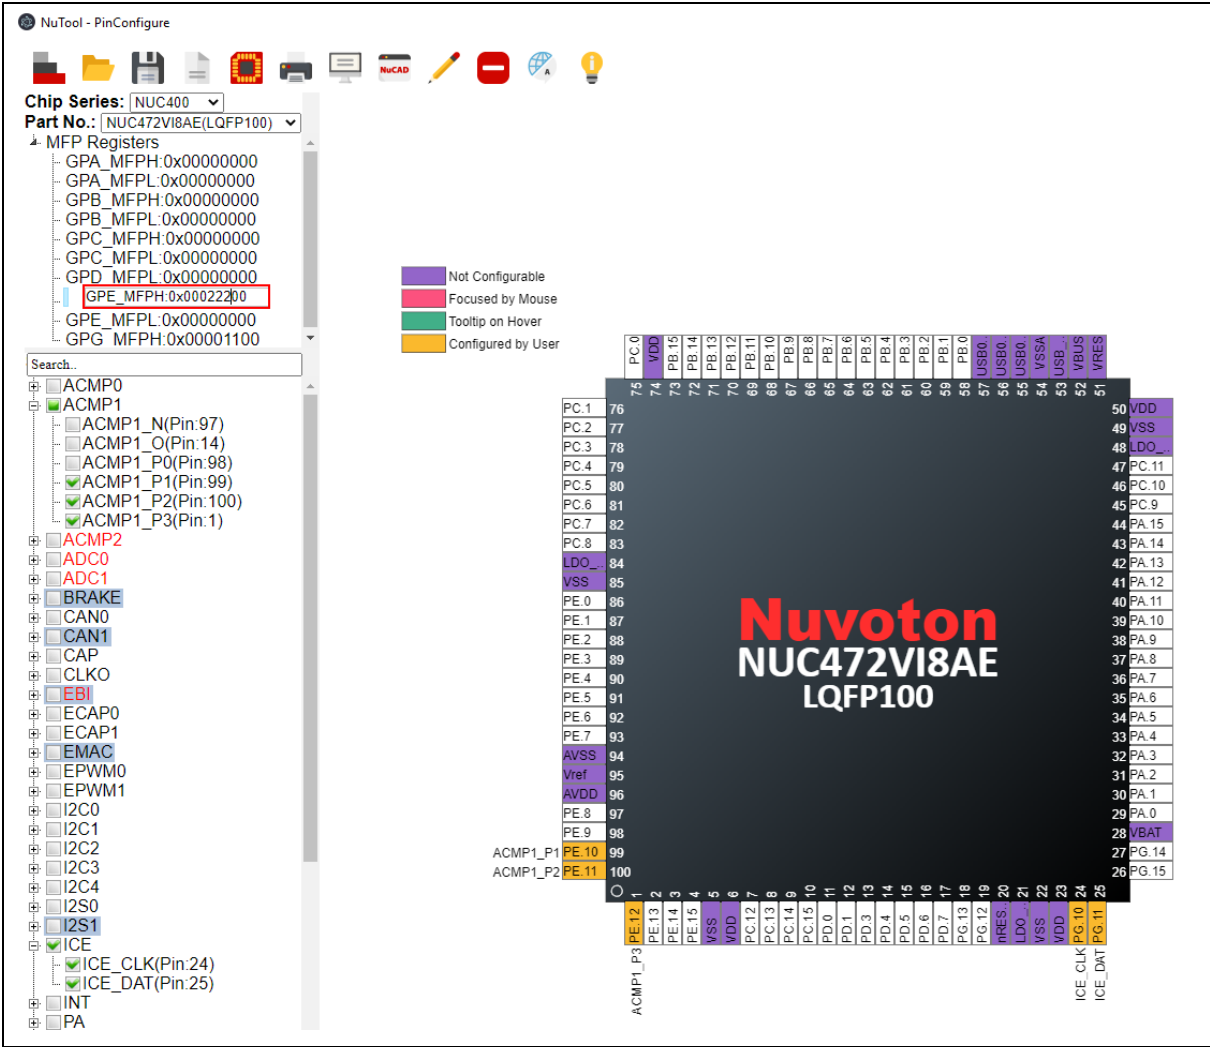 NuTool - PinConfigure
NuCAD
A
Chip Series: NUC400
Part No.: NUC472VI8AE(LQFP100)
MFP Registers
GPA_MFPH:0x00000000
GPA_MFPL:0x00000000
GPB_MFPH:0x00000000
GPB_MFPL:0x00000000
GPC_MFPH:0x00000000
GPC_MFPL:0x00000000
GPD_MFPL:0x00000000
GPE_MFPH:0x00022200
GPE_MFPL:0x00000000
GPG_MFPH:0x00001100
Search..
ACMP0
ACMP1
ACMP1_N(Pin:97)
ACMP1_O(Pin:14)
ACMP1_P0(Pin:98)
ACMP1_P1(Pin:99)
ACMP1_P2(Pin:100)
ACMP1_P3(Pin:1)
ACMP2
ADC0
ADC1
BRAKE
CAN0
CAN1
CAP
CLKO
EBI
ECAP0
ECAP1
EMAC
EPWM0
EPWM1
I2C0
I2C1
I2C2
I2C3
I2C4
I2S0
I2S1
ICE
ICE_CLK(Pin:24)
ICE_DAT(Pin:25)
INT
PA
Not Configurable
Focused by Mouse
Tooltip on Hover
Configured by User
PC.0 VDD PB.15 PB.14 PB.13 PB.12 PB.11 PB.10 PB.9 PB.8 PB.7 PB.6 PB.5 PB.4 PB.3 PB.2 PB.1 PB.0 USB0.. USB0.. USB0.. VSSA USB_.. VBUS VRES
75 74 73 72 71 70 69 68 67 66 65 64 63 62 61 60 59 58 57 56 55 54 53 52 51
PC.1 76
PC.2 77
PC.3 78
PC.4 79
PC.5 80
PC.6 81
PC.7 82
PC.8 83
LDO_.. 84
VSS 85
PE.0 86
PE.1 87
PE.2 88
PE.3 89
PE.4 90
PE.5 91
PE.6 92
PE.7 93
AVSS 94
Vref 95
AVDD 96
PE.8 97
PE.9 98
ACMP1_P1 PE.10 99
ACMP1_P2 PE.11 100
Nuvoton
NUC472VI8AE
LQFP100
50 VDD
49 VSS
48 LDO_..
47 PC.11
46 PC.10
45 PC.9
44 PA.15
43 PA.14
42 PA.13
41 PA.12
40 PA.11
39 PA.10
38 PA.9
37 PA.8
36 PA.7
35 PA.6
34 PA.5
33 PA.4
32 PA.3
31 PA.2
30 PA.1
29 PA.0
28 VBAT
27 PG.14
26 PG.15
1 2 3 4 5 6 7 8 9 10 11 12 13 14 15 16 17 18 19 20 21 22 23 24 25
PE.12 PE.13 PE.14 PE.15 VSS VDD PC.12 PC.13 PC.14 PC.15 PD.0 PD.1 PD.3 PD.4 PD.5 PD.6 PD.7 PG.13 PG.12 nRES.. LDO_.. VSS VDD PG.10 PG.11
ACMP1_P3 ICE_CLK ICE_DAT